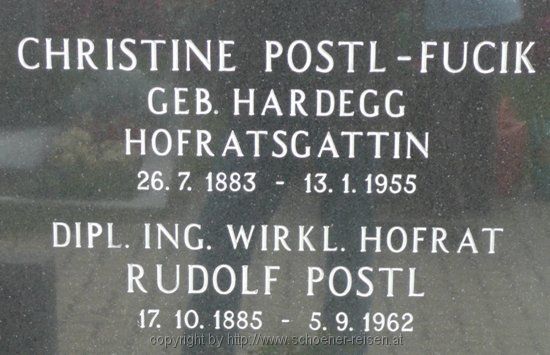 CHRISTINE POSTL-FUCIK
GEB. HARDEGG
HOFRATSGATTIN
26.7.1883 - 13.1.1955
DIPL. ING. WIRKL. HOFRAT
RUDOLF POSTL
17.10.1885 - 5.9.1962
copyright by http://www.schoener-reisen.at